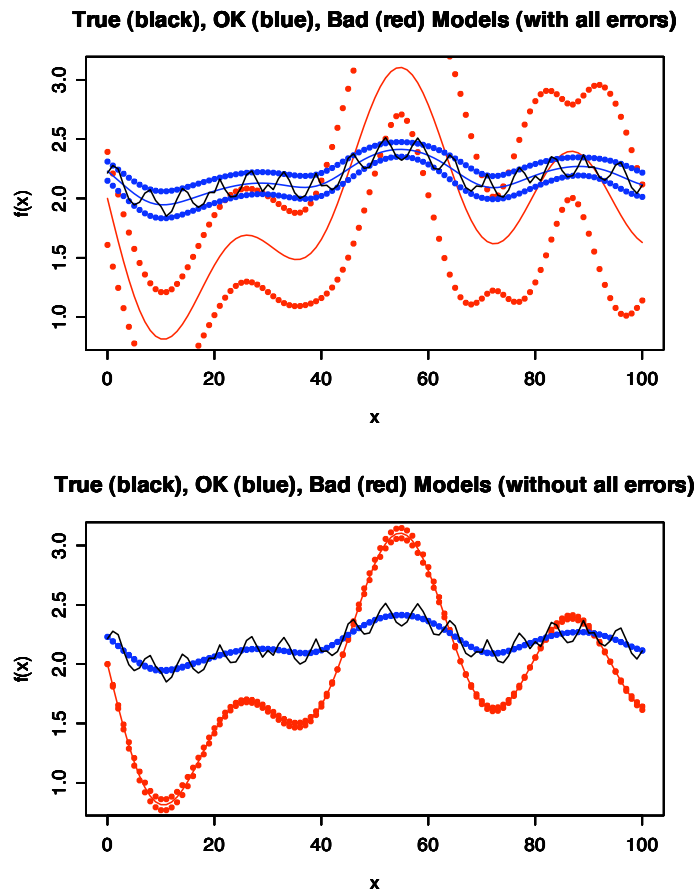 True (black), OK (blue), Bad (red) Models (with all errors)
3.0
2.5
2.0
1.5
1.0
f(x)
0 20 40 60 80 100
x
True (black), OK (blue), Bad (red) Models (without all errors)
3.0
2.5
2.0
1.5
1.0
f(x)
0 20 40 60 80 100
x